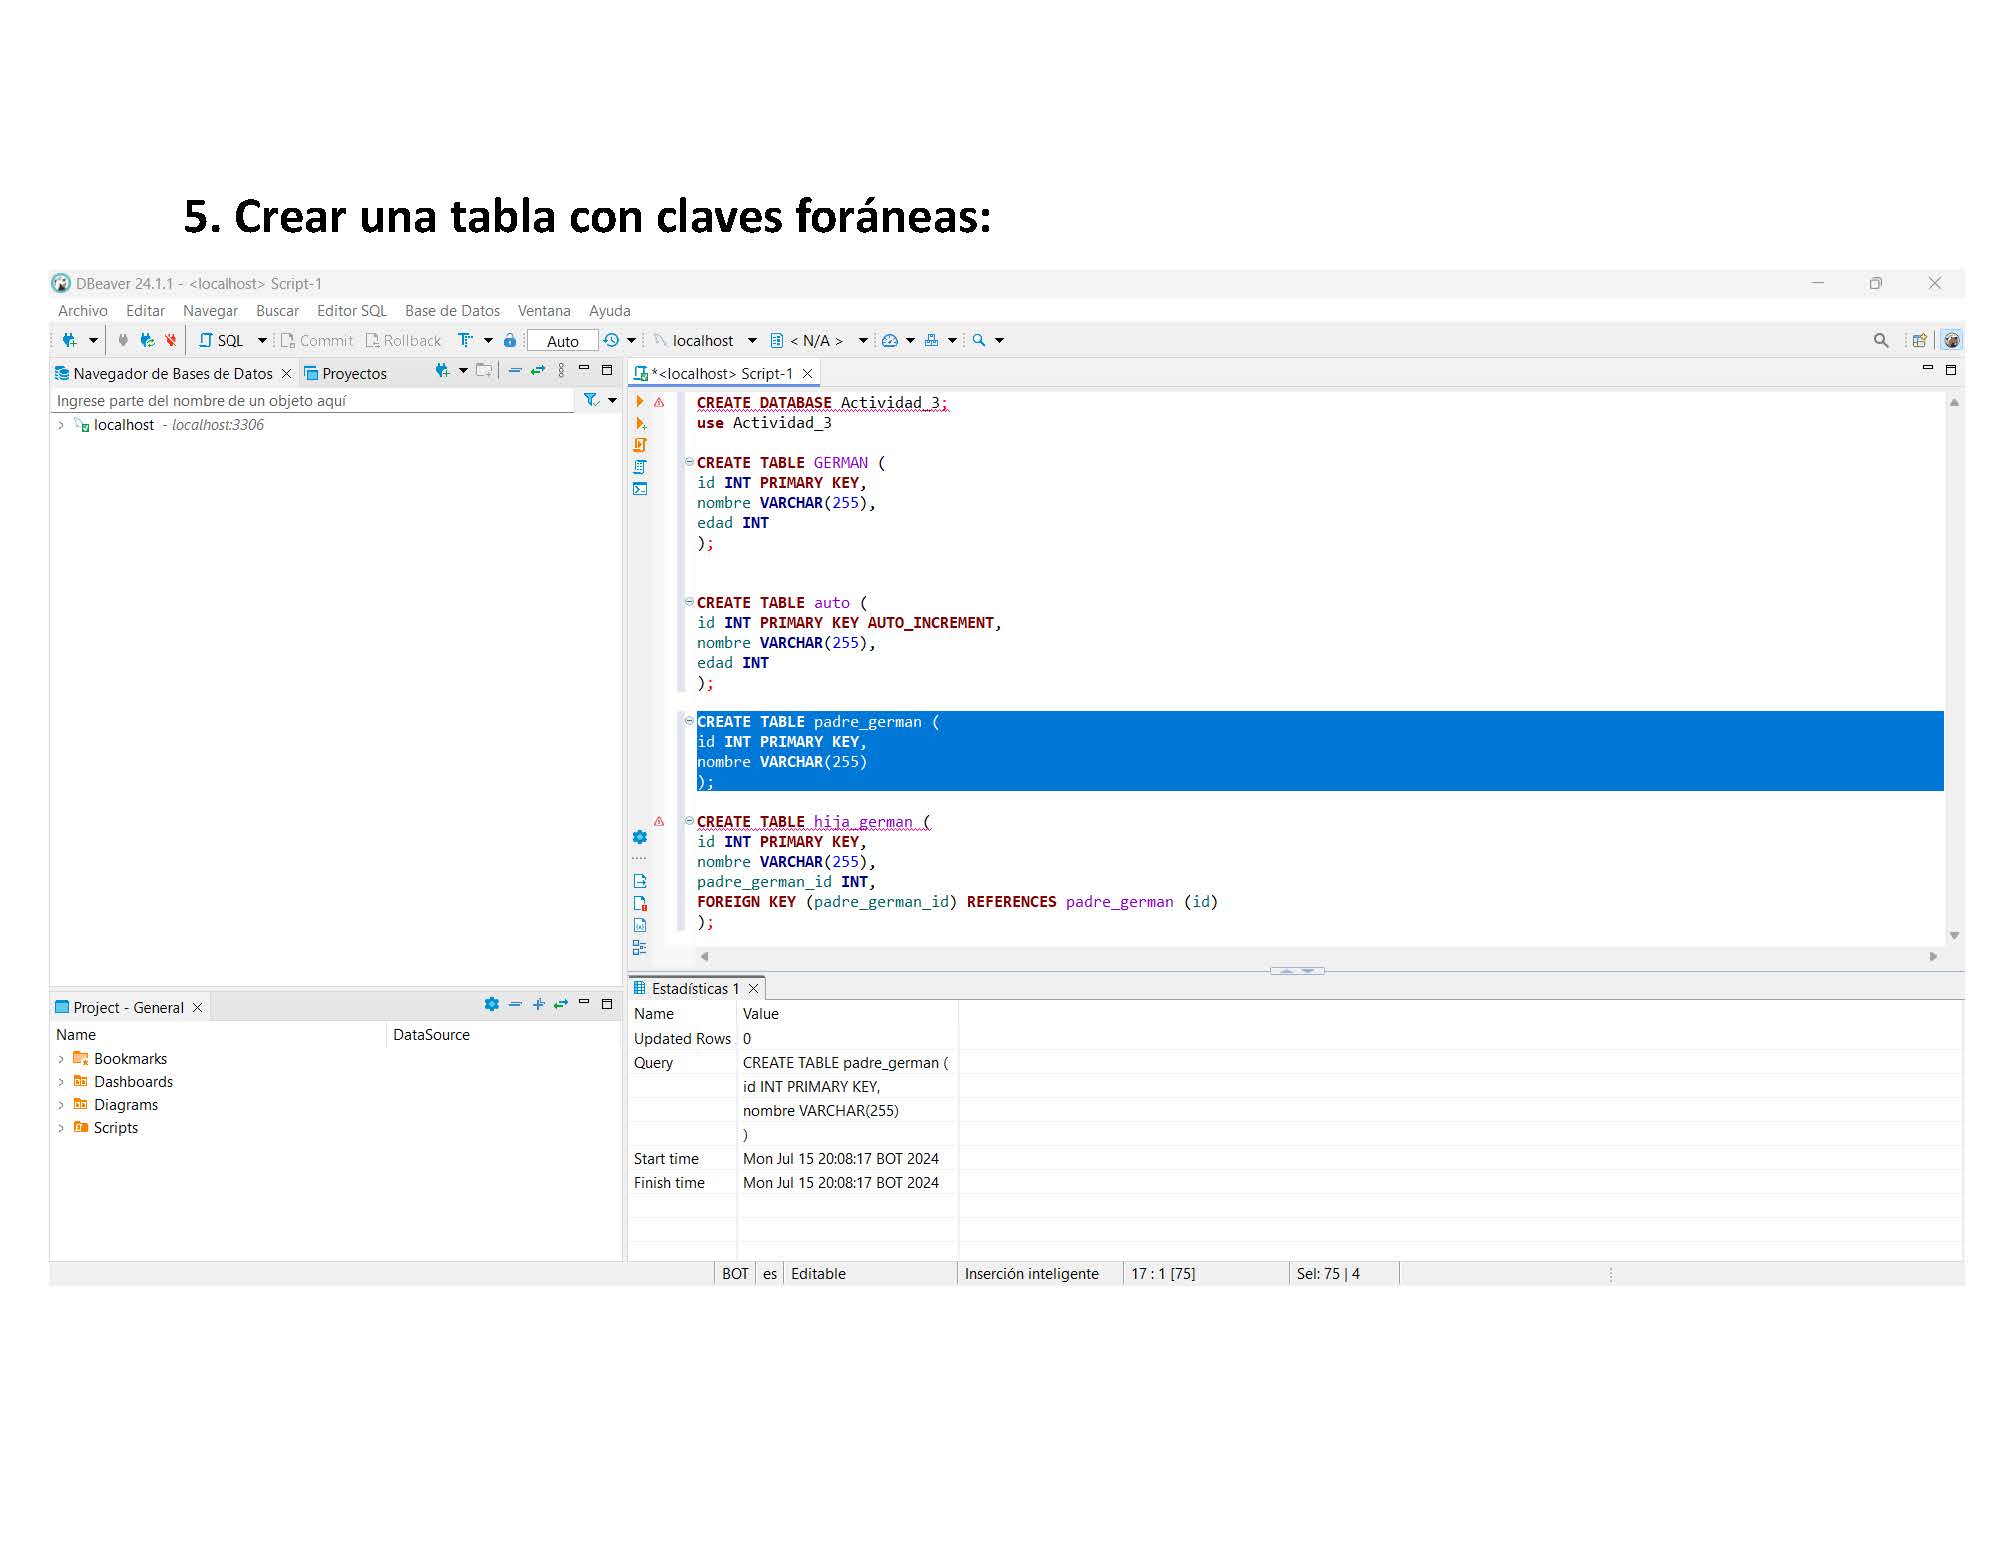 5. Crear una tabla con claves foráneas:
DBeaver 24.1.1 - <localhost> Script-1
Archivo Editar Navegar Buscar Editor SQL Base de Datos Ventana Ayuda
SQL Commit Rollback Auto localhost < N/A >
Navegador de Bases de Datos Proyectos
Ingrese parte del nombre de un objeto aquí
localhost - localhost:3306
*<localhost> Script-1
CREATE DATABASE Actividad_3;
use Actividad_3
CREATE TABLE GERMAN (
id INT PRIMARY KEY,
nombre VARCHAR(255),
edad INT
);
CREATE TABLE auto (
id INT PRIMARY KEY AUTO_INCREMENT,
nombre VARCHAR(255),
edad INT
);
CREATE TABLE padre_german (
id INT PRIMARY KEY,
nombre VARCHAR(255)
);
CREATE TABLE hija_german (
id INT PRIMARY KEY,
nombre VARCHAR(255),
padre_german_id INT,
FOREIGN KEY (padre_german_id) REFERENCES padre_german (id)
);
Project - General
Name DataSource
Bookmarks
Dashboards
Diagrams
Scripts
Estadísticas 1
Name Value
Updated Rows 0
Query CREATE TABLE padre_german (
id INT PRIMARY KEY,
nombre VARCHAR(255)
)
Start time Mon Jul 15 20:08:17 BOT 2024
Finish time Mon Jul 15 20:08:17 BOT 2024
BOT es Editable Inserción inteligente 17 : 1 [75] Sel: 75 | 4